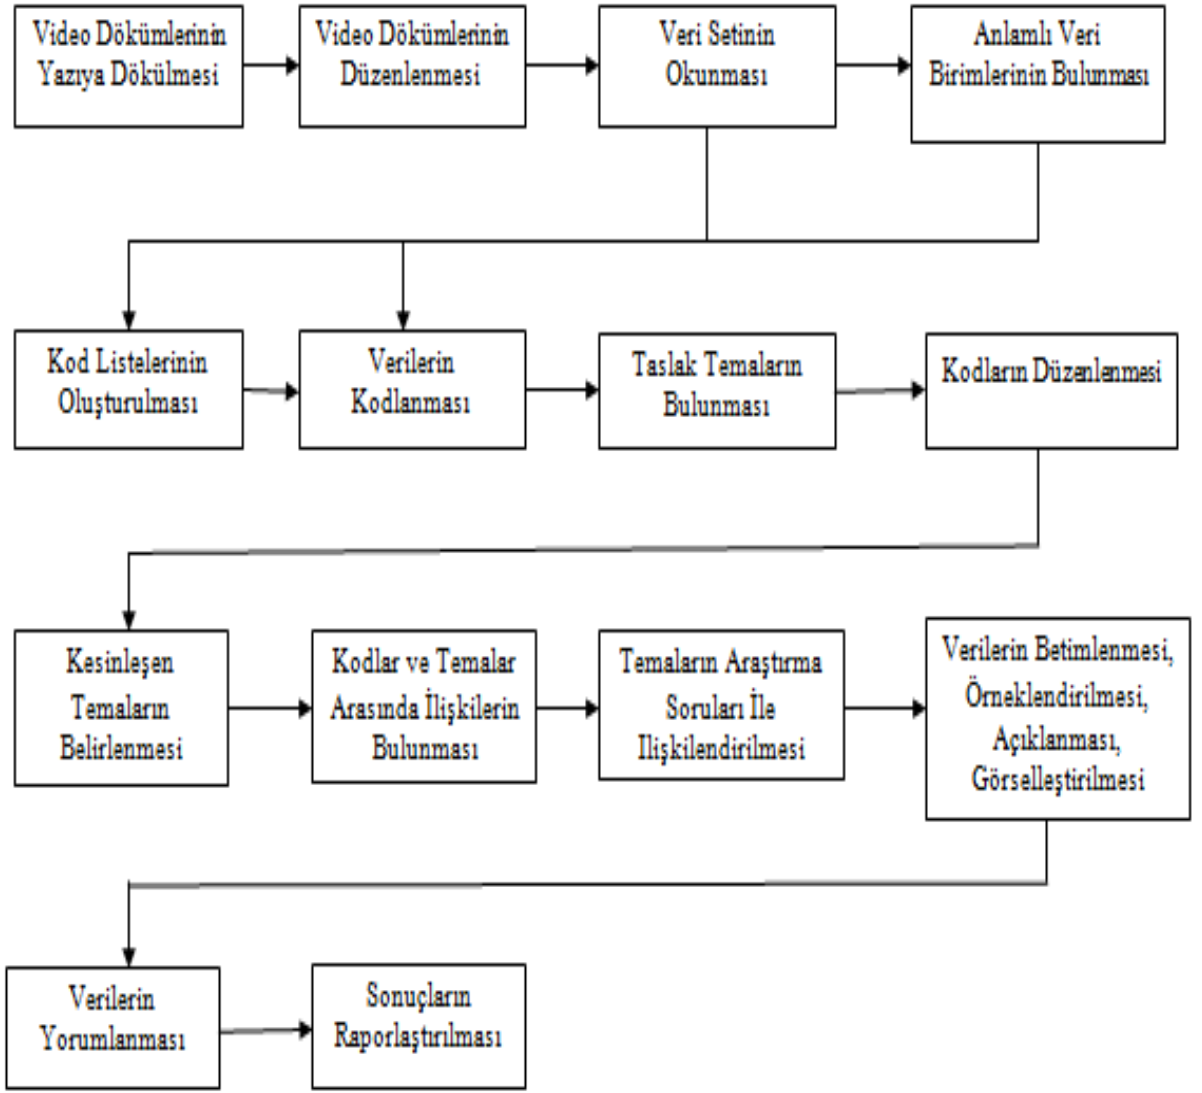 Video Dökümlerinin
Yazıya Dökülmesi
Video Dökümlerinin
Düzenlenmesi
Veri Setinin
Okunması
Anlamlı Veri
Birimlerinin Bulunması
Kod Listelerinin
Oluşturulması
Verilerin
Kodlanması
Taslak Temaların
Bulunması
Kodların Düzenlenmesi
Kesinleşen
Temaların
Belirlenmesi
Kodlar ve Temalar
Arasında İlişkilerin
Bulunması
Temaların Araştırma
Soruları İle
Ilişkilendirilmesi
Verilerin Betimlenmesi,
Örneklendirilmesi,
Açıklanması,
Görselleştirilmesi
Verilerin
Yorumlanması
Sonuçların
Raporlaştırılması